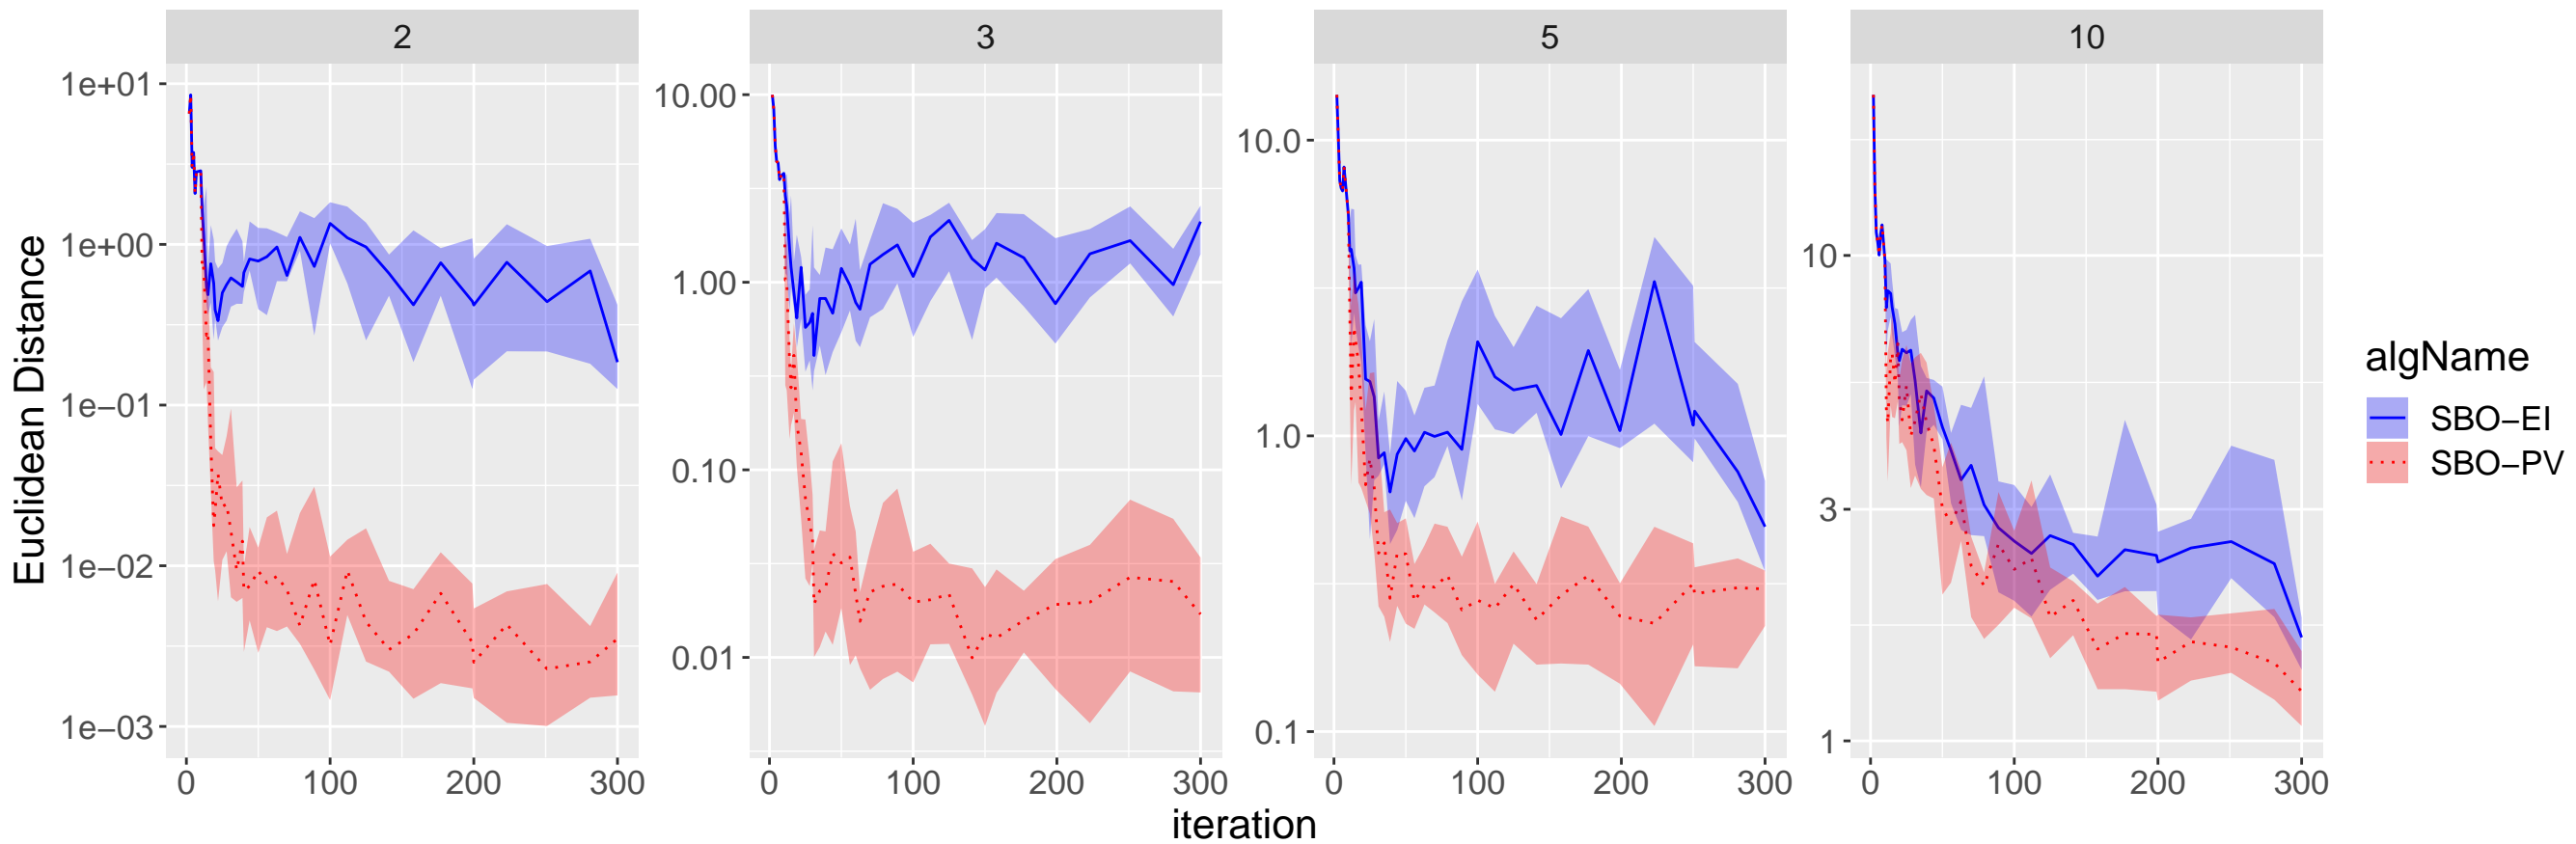 2 3 5 10
Euclidean Distance
1e+01
1e+00
1e−01
1e−02
1e−03
10.00
1.00
0.10
0.01
10.0
1.0
0.1
10
3
1
0 100 200 300
0 100 200 300
0 100 200 300
0 100 200 300
iteration
algName
SBO−EI
SBO−PV